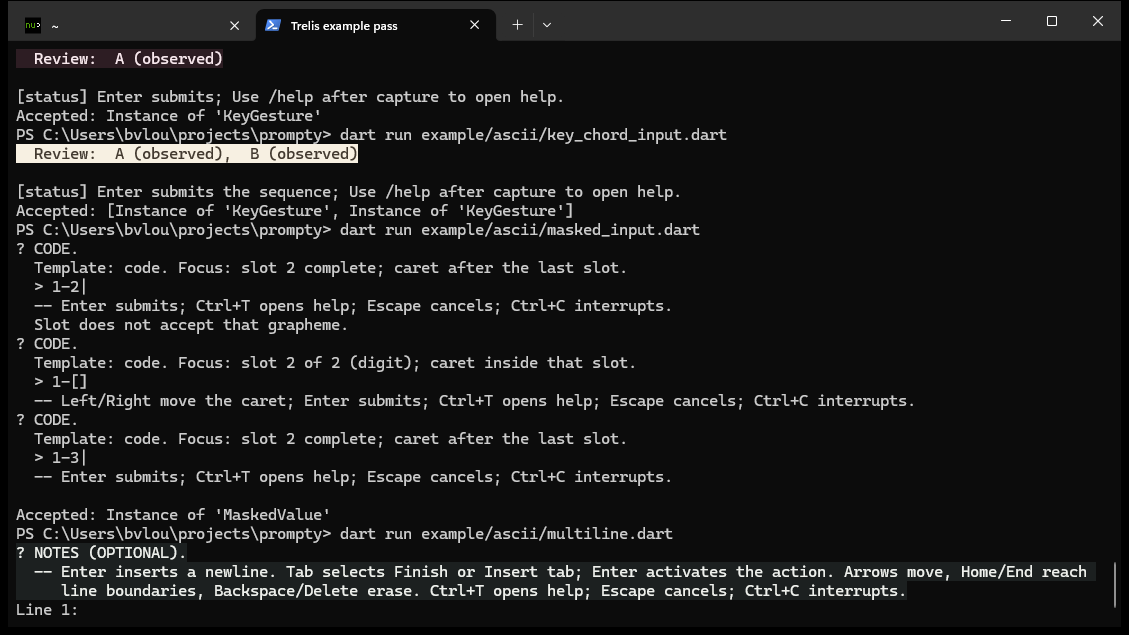 nu> ~
Trelis example pass
Review:  A (observed)
[status] Enter submits; Use /help after capture to open help.
Accepted: Instance of 'KeyGesture'
PS C:\Users\bvlou\projects\prompty> dart run example/ascii/key_chord_input.dart
Review:  A (observed),  B (observed)
[status] Enter submits the sequence; Use /help after capture to open help.
Accepted: [Instance of 'KeyGesture', Instance of 'KeyGesture']
PS C:\Users\bvlou\projects\prompty> dart run example/ascii/masked_input.dart
? CODE.
Template: code. Focus: slot 2 complete; caret after the last slot.
> 1-2|
-- Enter submits; Ctrl+T opens help; Escape cancels; Ctrl+C interrupts.
Slot does not accept that grapheme.
? CODE.
Template: code. Focus: slot 2 of 2 (digit); caret inside that slot.
> 1-[]
-- Left/Right move the caret; Enter submits; Ctrl+T opens help; Escape cancels; Ctrl+C interrupts.
? CODE.
Template: code. Focus: slot 2 complete; caret after the last slot.
> 1-3|
-- Enter submits; Ctrl+T opens help; Escape cancels; Ctrl+C interrupts.
Accepted: Instance of 'MaskedValue'
PS C:\Users\bvlou\projects\prompty> dart run example/ascii/multiline.dart
? NOTES (OPTIONAL).
-- Enter inserts a newline. Tab selects Finish or Insert tab; Enter activates the action. Arrows move, Home/End reach
line boundaries, Backspace/Delete erase. Ctrl+T opens help; Escape cancels; Ctrl+C interrupts.
Line 1: